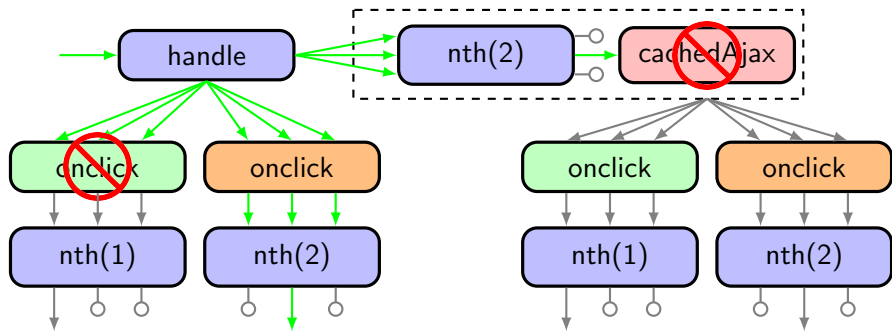 handle
nth(2)
cachedAjax
onclick
onclick
onclick
onclick
nth(1)
nth(2)
nth(1)
nth(2)